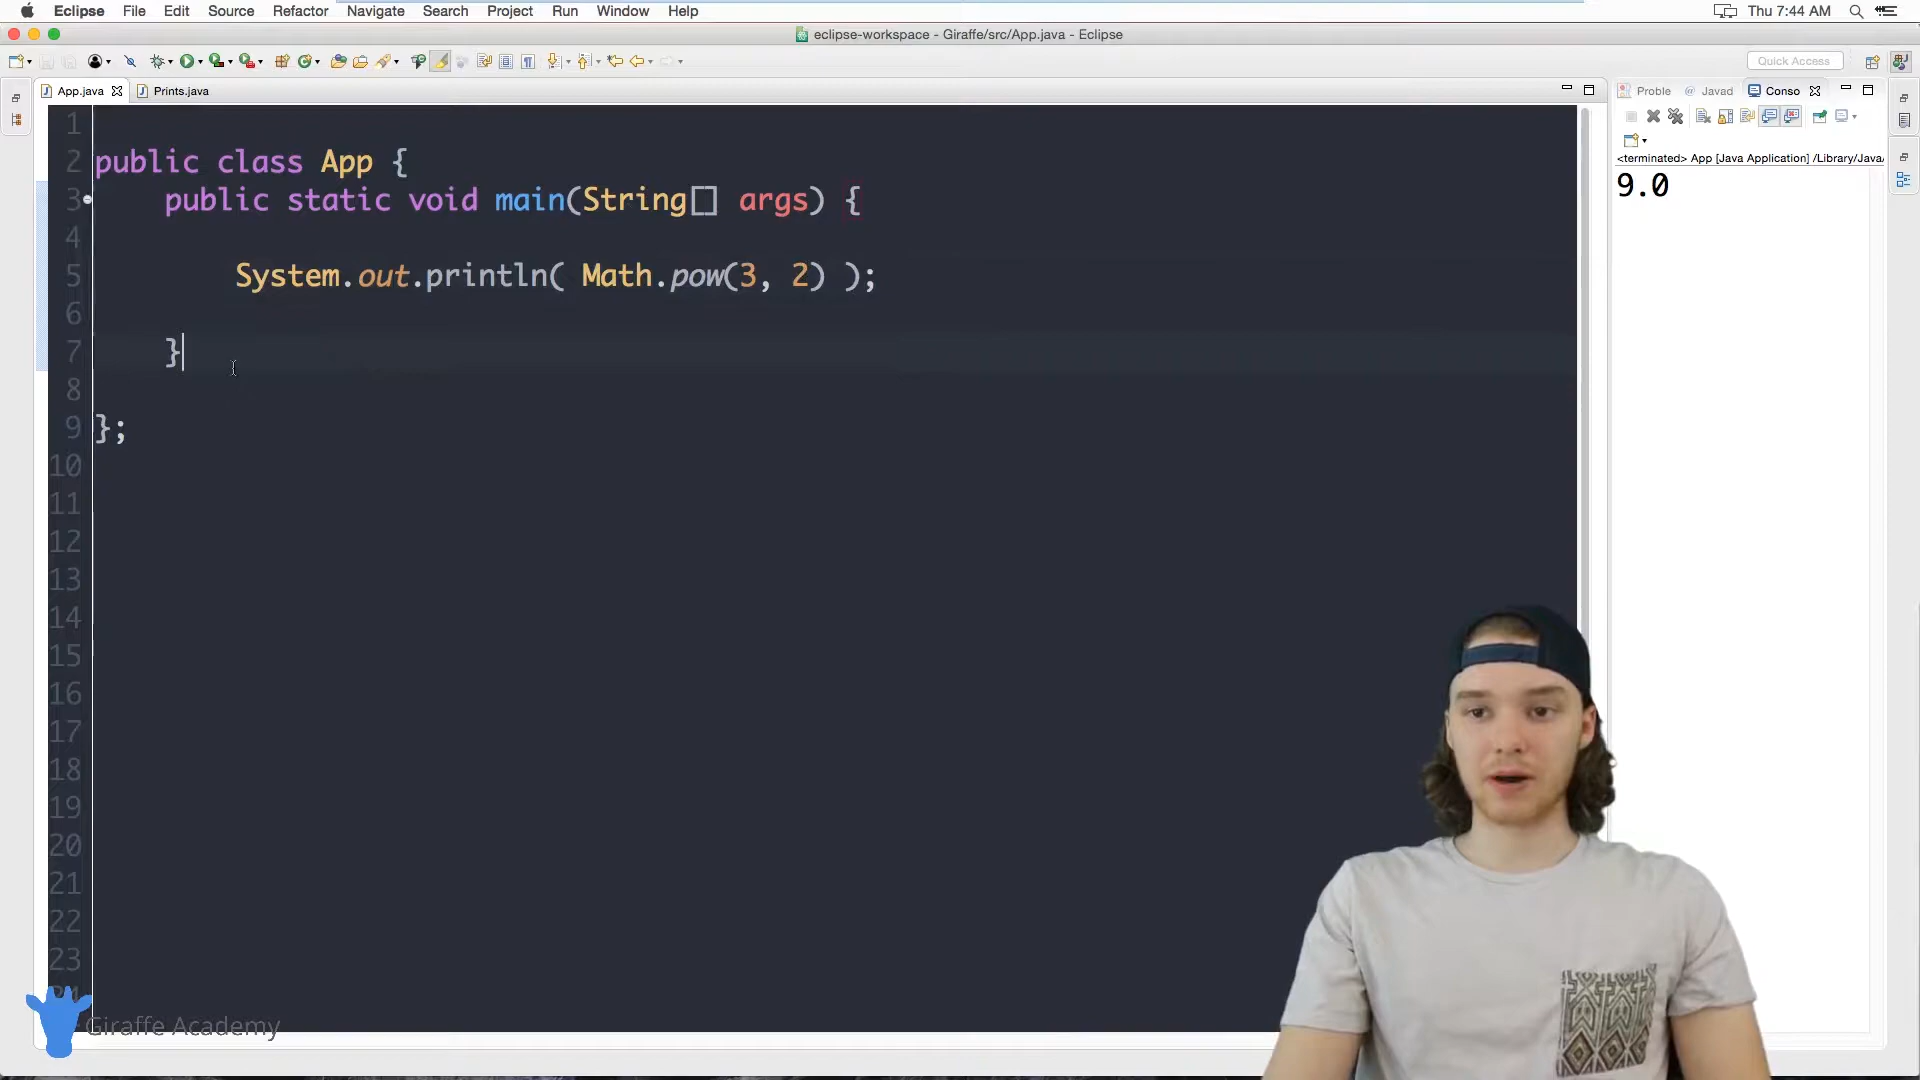 Eclipse File Edit Source Refactor Navigate Search Project Run Window Help Thu 7:44 AM
eclipse-workspace - Giraffe/src/App.java - Eclipse
Quick Access
App.java Prints.java
Proble Javad Conso
<terminated> App [Java Application] /Library/Java/
9.0
1
2 public class App {
3 public static void main(String[] args) {
4
5 System.out.println( Math.pow(3, 2) );
6
7 }
8
9 };
10
11
12
13
14
15
16
17
18
19
20
21
22
23
Giraffe Academy